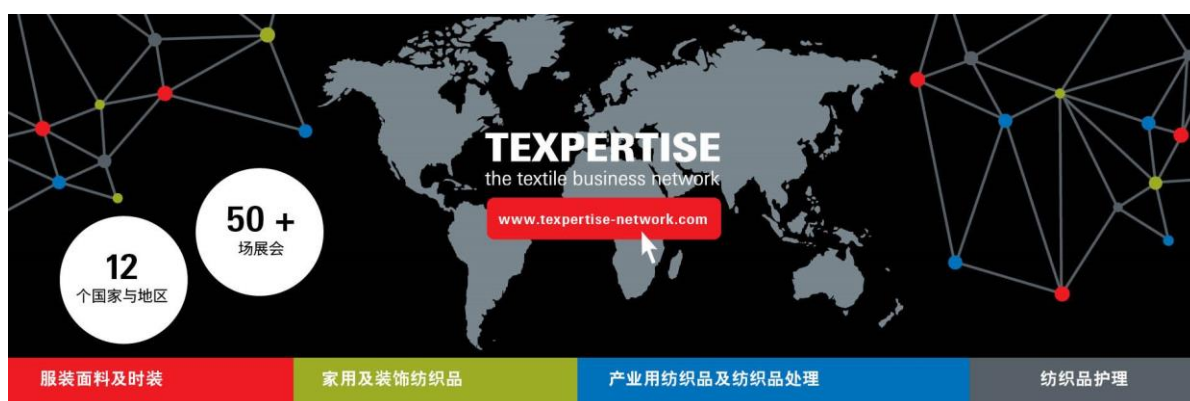 TEXPERTISE
the textile business network
www.texpertise-network.com
50 +
场展会
12
个国家与地区
服装面料及时装
家用及装饰纺织品
产业用纺织品及纺织品处理
纺织品护理